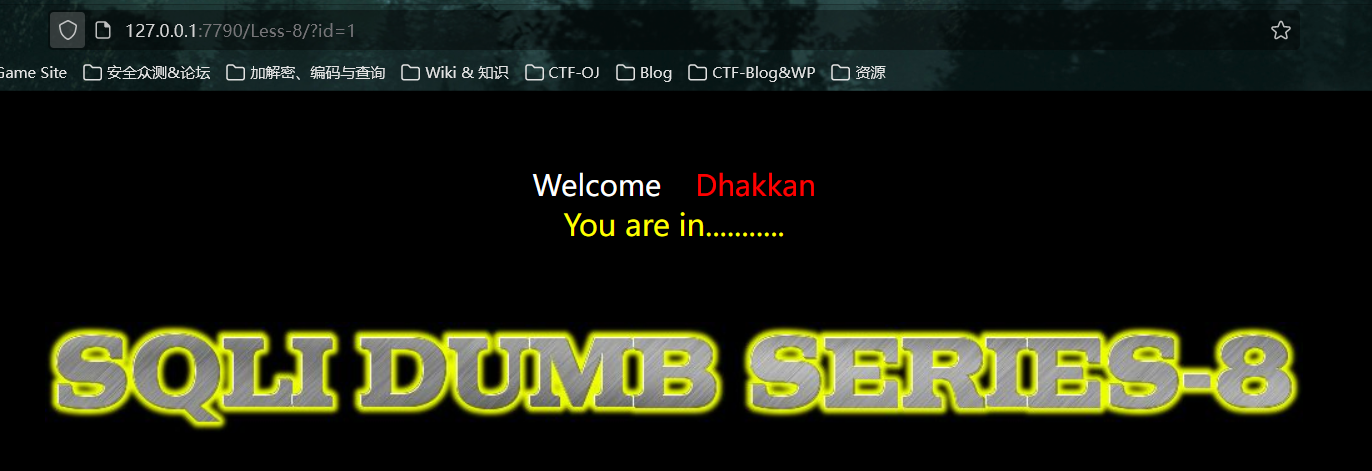 127.0.0.1:7790/Less-8/?id=1
Game Site 安全众测&论坛 加解密、编码与查询 Wiki & 知识 CTF-OJ Blog CTF-Blog&WP 资源
Welcome Dhakkan
You are in...........
SQLI DUMB SERIES-8